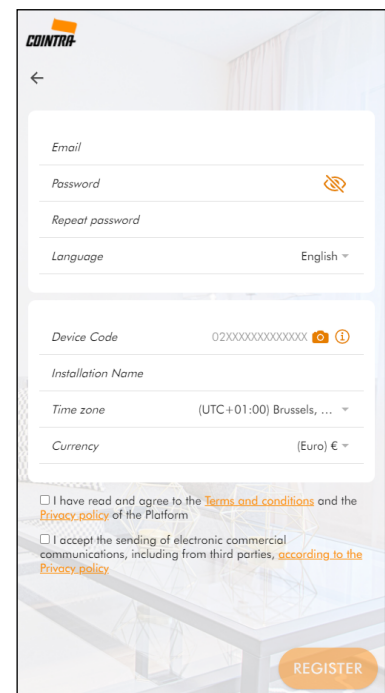 COINTRA
Email
Password
Repeat password
Language English
Device Code 02XXXXXXXXXXXXX
Installation Name
Time zone (UTC+01:00) Brussels, ...
Currency (Euro) €
I have read and agree to the Terms and conditions and the
Privacy policy of the Platform
I accept the sending of electronic commercial
communications, including from third parties, according to the
Privacy policy
REGISTER